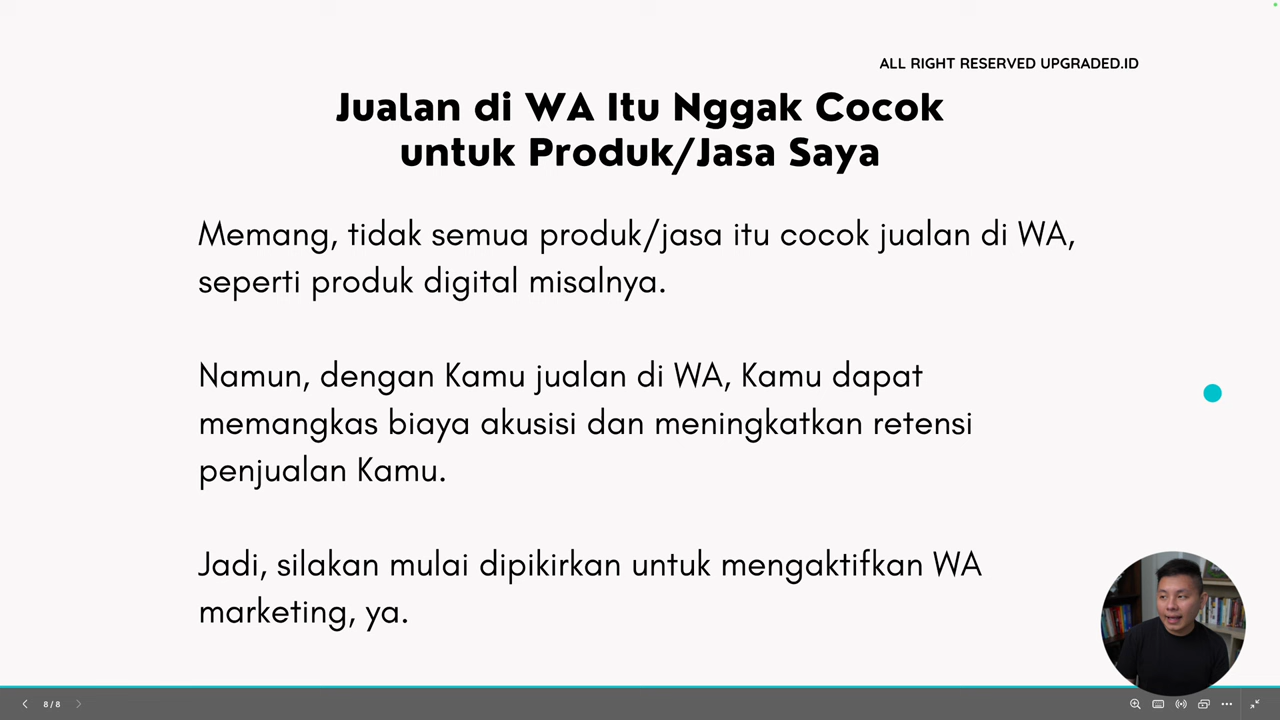 ALL RIGHT RESERVED UPGRADED.ID
Jualan di WA Itu Nggak Cocok
untuk Produk/Jasa Saya
Memang, tidak semua produk/jasa itu cocok jualan di WA,
seperti produk digital misalnya.
Namun, dengan Kamu jualan di WA, Kamu dapat
memangkas biaya akusisi dan meningkatkan retensi
penjualan Kamu.
Jadi, silakan mulai dipikirkan untuk mengaktifkan WA
marketing, ya.
8/8